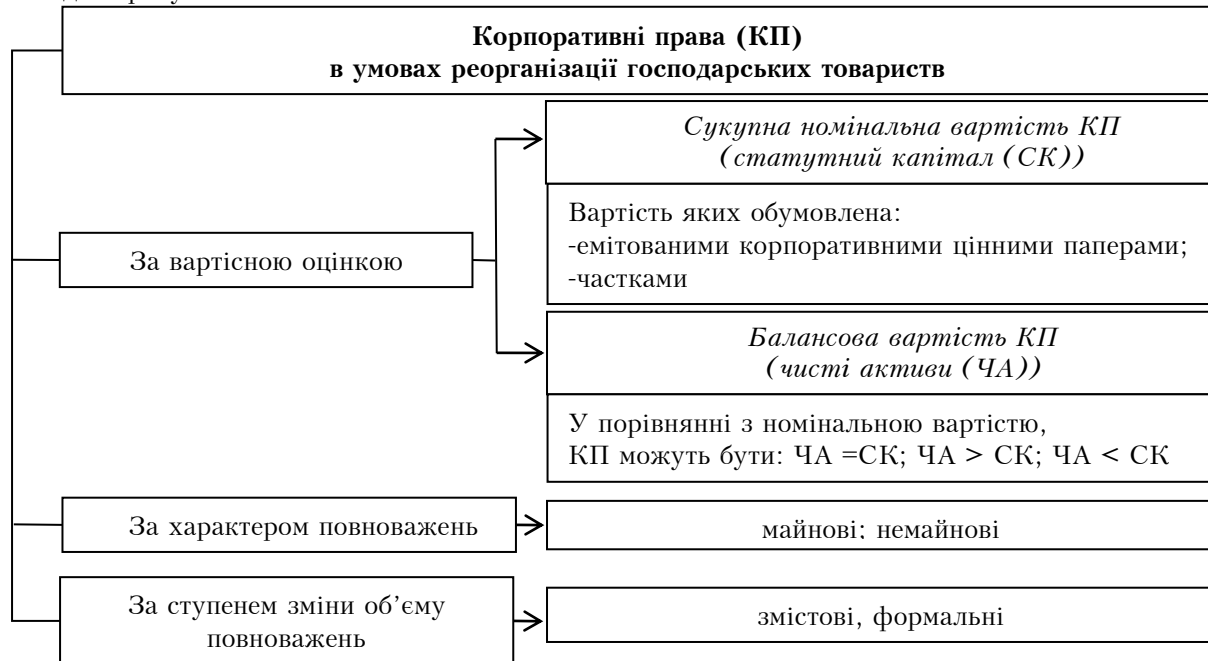 Корпоративні права (КП)
в умовах реорганізації господарських товариств
Сукупна номінальна вартість КП
(статутний капітал (СК))
Вартість яких обумовлена:
-емітованими корпоративними цінними паперами;
-частками
За вартісною оцінкою
Балансова вартість КП
(чисті активи (ЧА))
У порівнянні з номінальною вартістю,
КП можуть бути: ЧА =СК; ЧА > СК; ЧА < СК
За характером повноважень
майнові; немайнові
За ступенем зміни об’єму
повноважень
змістові, формальні